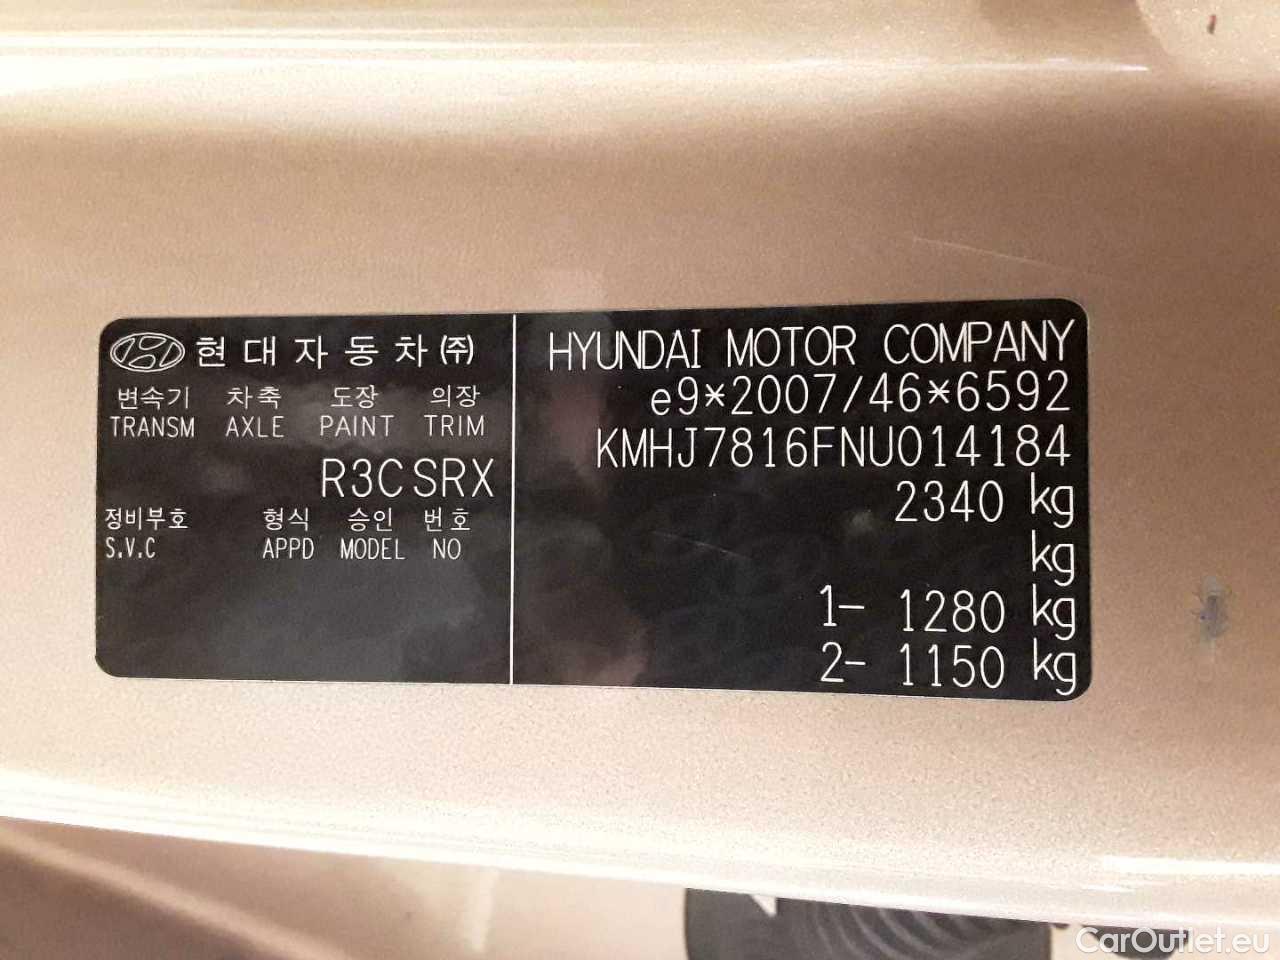 현대자동차㈜
변속기 차축 도장 의장
TRANSM AXLE PAINT TRIM
R3C SRX
정비부호 형식 승인 번호
S.V.C APPD MODEL NO
HYUNDAI MOTOR COMPANY
e9*2007/46*6592
KMHJ7816FNU014184
2340 kg
kg
1- 1280 kg
2- 1150 kg
CarOutlet.eu